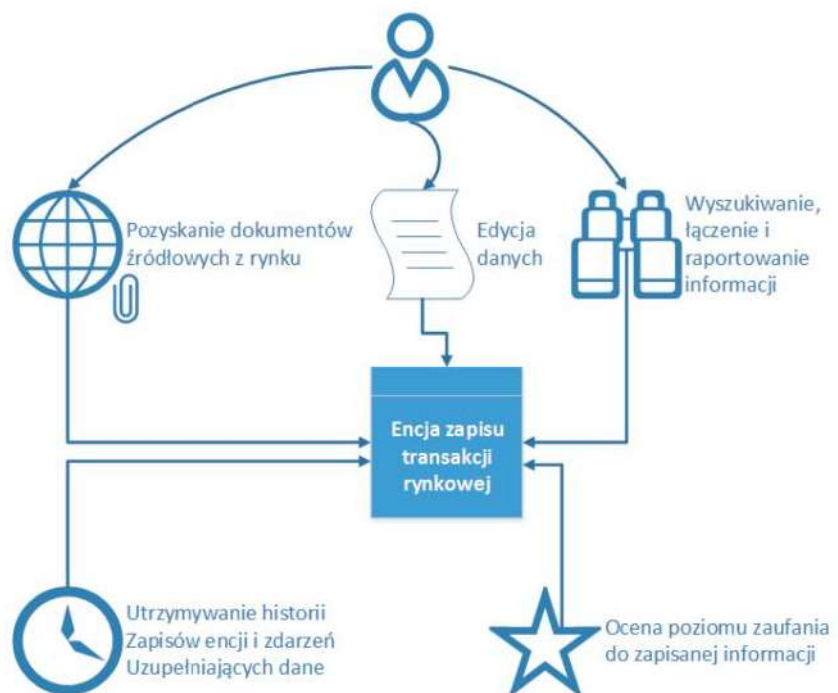 Pozyskanie dokumentów
źródłowych z rynku
Edycja
danych
Wyszukiwanie,
łączenie i
raportowanie
informacji
Encja zapisu
transakcji
rynkowej
Utrzymywanie historii
Zapisów encji i zdarzeń
Uzupełniających dane
Ocena poziomu zaufania
do zapisanej informacji